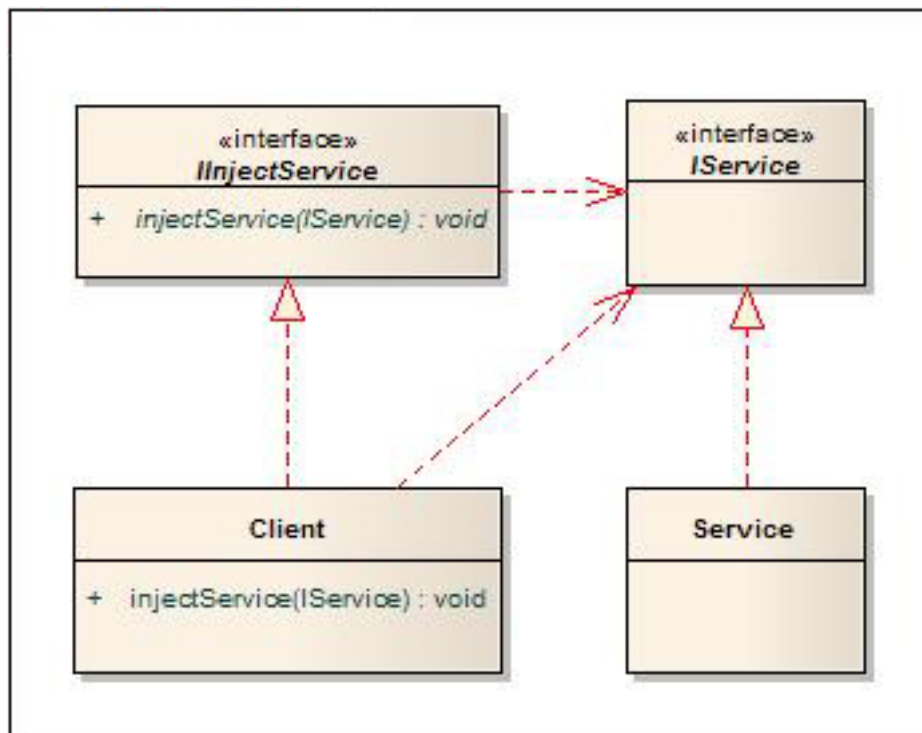 «interface»
IInjectService
+ injectService(IService) : void
«interface»
IService
Client
+ injectService(IService) : void
Service